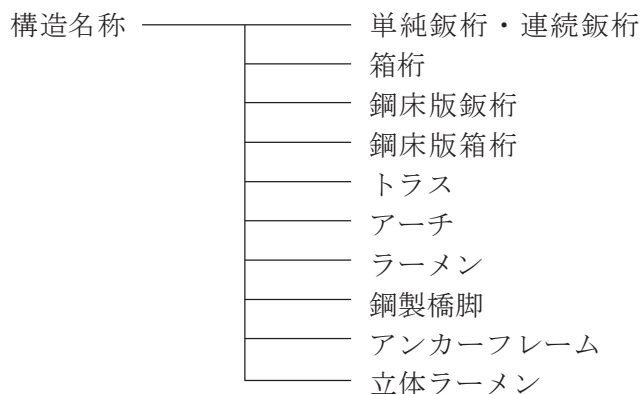 構造名称 単純鈑桁・連続鈑桁
箱桁
鋼床版鈑桁
鋼床版箱桁
トラス
アーチ
ラーメン
鋼製橋脚
アンカーフレーム
立体ラーメン